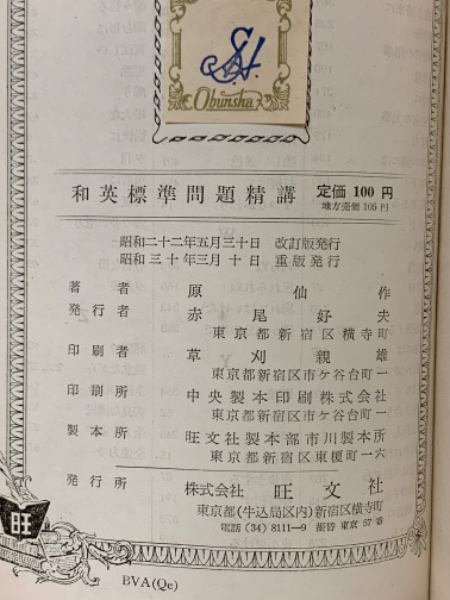 Obunsha
和英標準問題精講 定価 100 円
地方売価 105 円
昭和二十二年五月三十日 改訂版発行
昭和三十年三月十日 重版発行
著者 原仙作
発行者 赤尾好夫
東京都新宿区横寺町
印刷者 草刈親雄
東京都新宿区市ケ谷台町一
印刷所 中央製本印刷株式会社
東京都新宿区市ケ谷台町一
製本所 旺文社製本部市川製本所
東京都新宿区東榎町一六
発行所 株式会社 旺文社
東京都(牛込局区内)新宿区横寺町
電話 (34) 8111—9 振替 東京 57 番
旺
BVA(Qe)